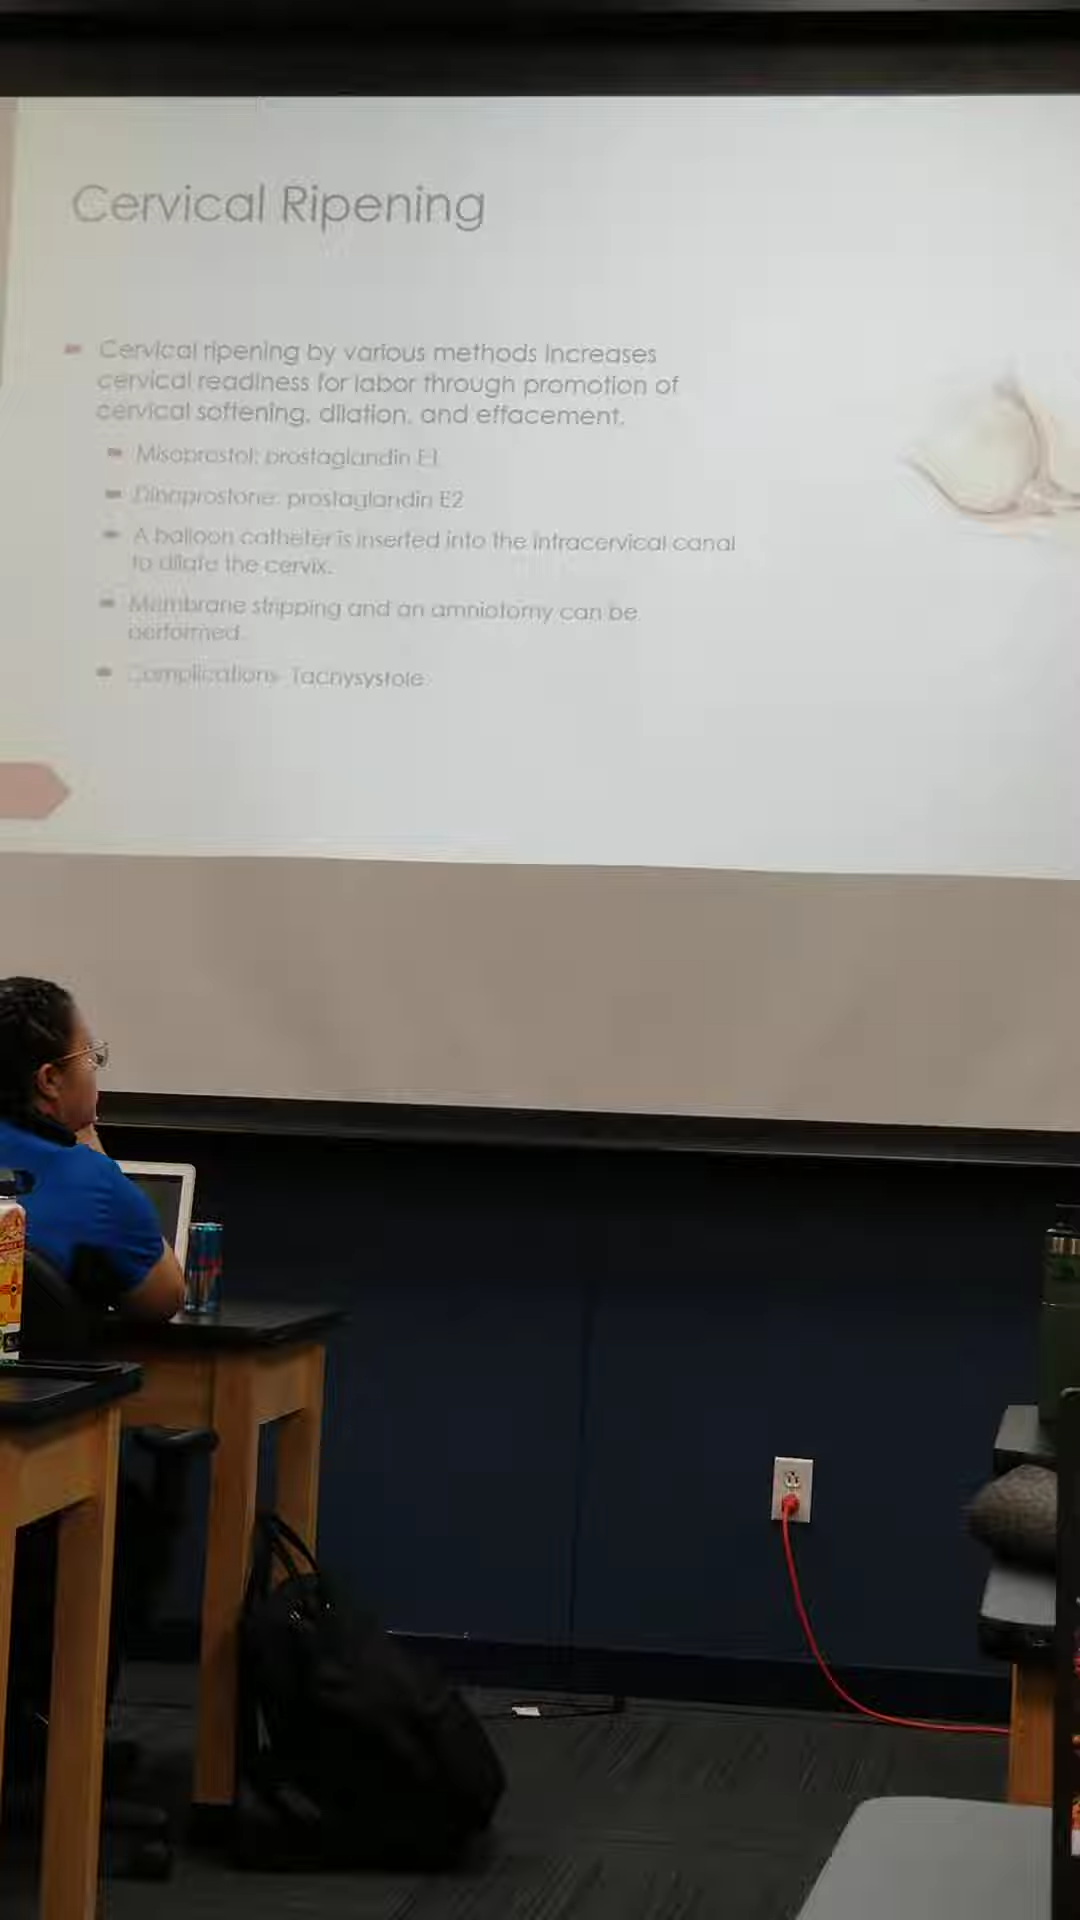 Cervical Ripening
Cervical ripening by various methods increases
cervical readiness for labor through promotion of
cervical softening, dilation, and effacement.
Misoprostol: prostaglandin E1
Dinoprostone: prostaglandin E2
A balloon catheter is inserted into the intracervical canal
to dilate the cervix.
Membrane stripping and an amniotomy can be
performed.
Complications- Tachysystole